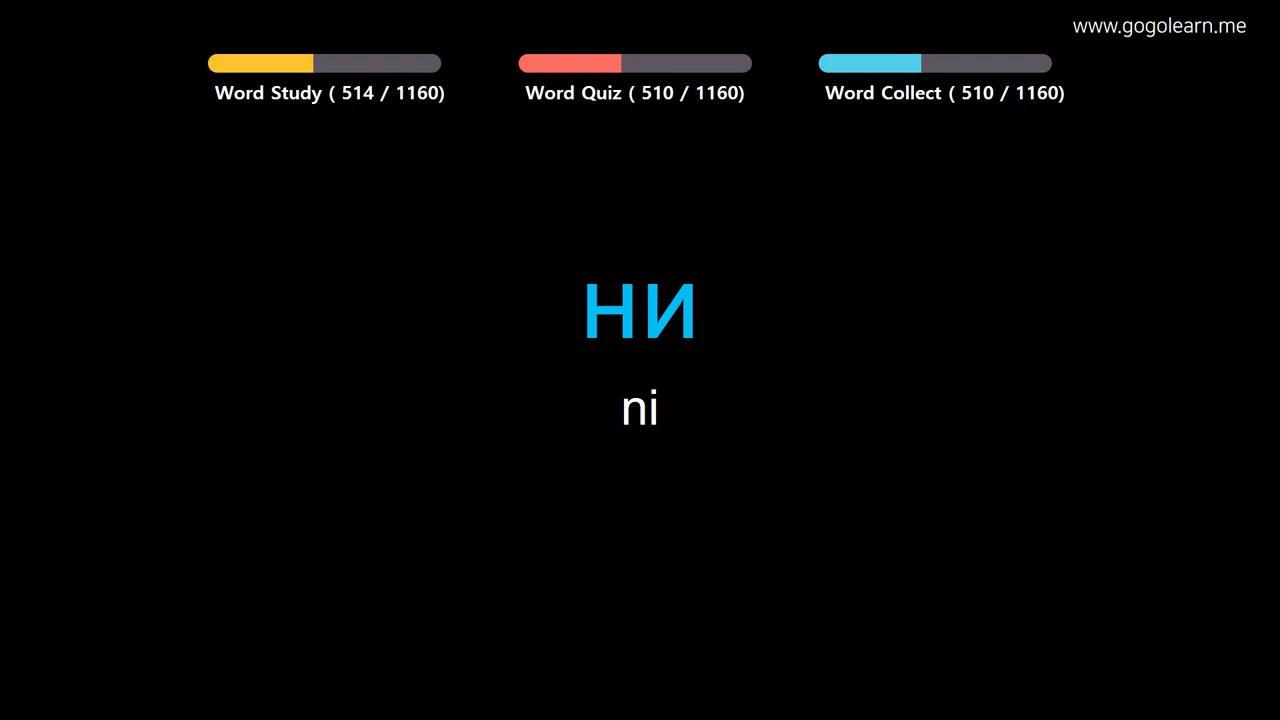 www.gogolearn.me
Word Study ( 514 / 1160)
Word Quiz ( 510 / 1160)
Word Collect ( 510 / 1160)
ни
ni